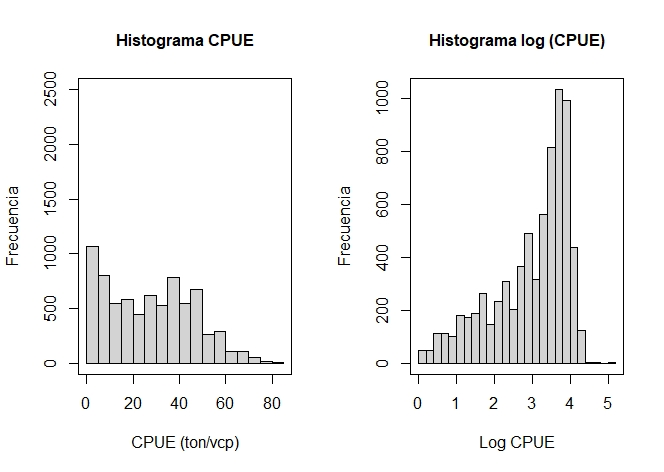 Histograma CPUE
Frecuencia
2500
2000
1500
1000
500
0
0 20 40 60 80
CPUE (ton/vcp)
Histograma log (CPUE)
Frecuencia
1000
800
600
400
200
0
0 1 2 3 4 5
Log CPUE